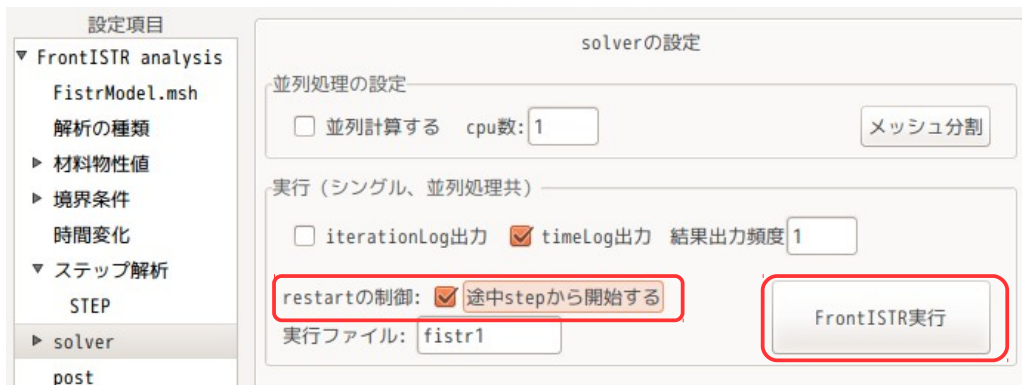 設定項目
▼ FrontISTR analysis
FistrModel.msh
解析の種類
▶ 材料物性値
▶ 境界条件
時間変化
▼ ステップ解析
STEP
▶ solver
post
solverの設定
並列処理の設定
並列計算する cpu数: 1 メッシュ分割
実行（シングル、並列処理共）
iterationLog出力 timeLog出力 結果出力頻度 1
restartの制御: 途中stepから開始する
実行ファイル: fistr1
FrontISTR実行